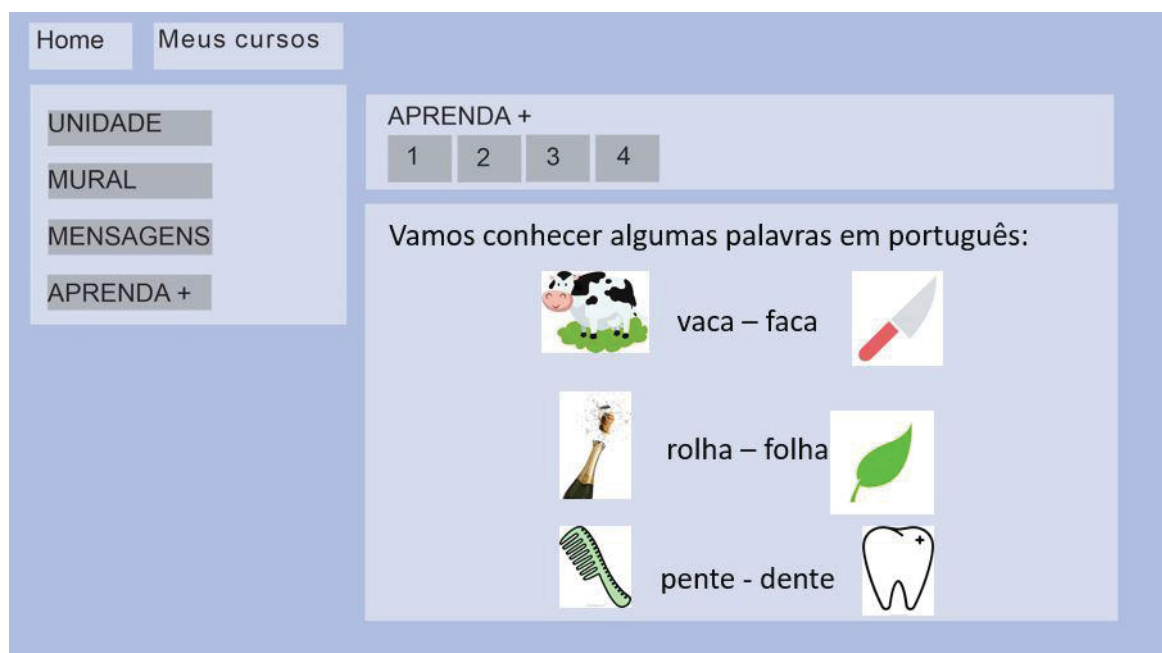 Home
Meus cursos
UNIDADE
MURAL
MENSAGENS
APRENDA +
APRENDA +
1 2 3 4
Vamos conhecer algumas palavras em português:
vaca – faca
rolha – folha
pente - dente